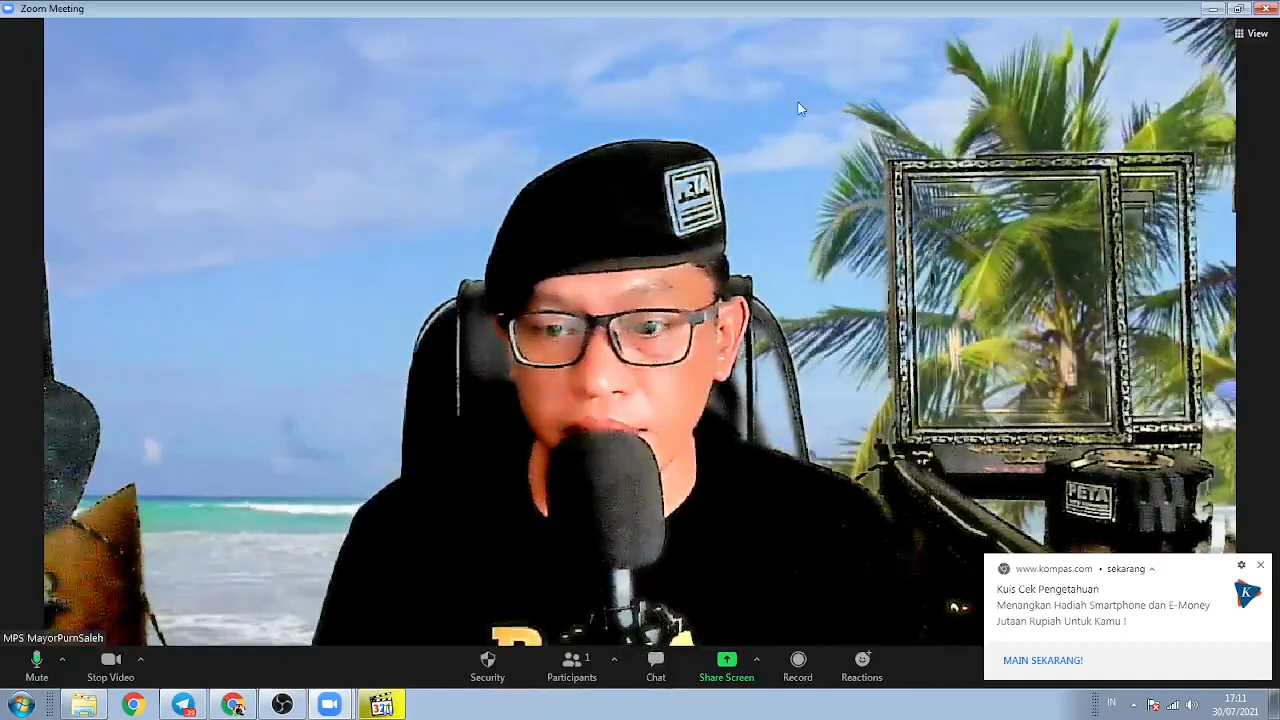 Zoom Meeting
View
PETA
PETA
MPS MayorPurnSaleh
www.kompas.com • sekarang
Kuis Cek Pengetahuan
Menangkan Hadiah Smartphone dan E-Money
Jutaan Rupiah Untuk Kamu !
MAIN SEKARANG!
K
Mute
Stop Video
Security
Participants
1
Chat
Share Screen
Record
Reactions
39
IN
17:11
30/07/2021